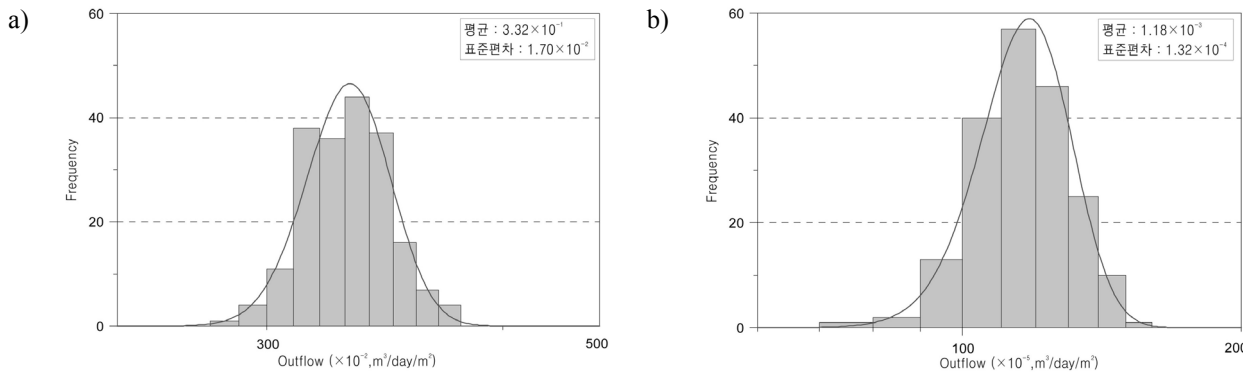 a)
60
40
20
0
Frequency
평균 : 3.32×10⁻¹
표준편차 : 1.70×10⁻²
300
500
Outflow (×10⁻²,m³/day/m²)
b)
60
40
20
0
Frequency
평균 : 1.18×10⁻³
표준편차 : 1.32×10⁻⁴
100
200
Outflow (×10⁻⁵,m³/day/m²)